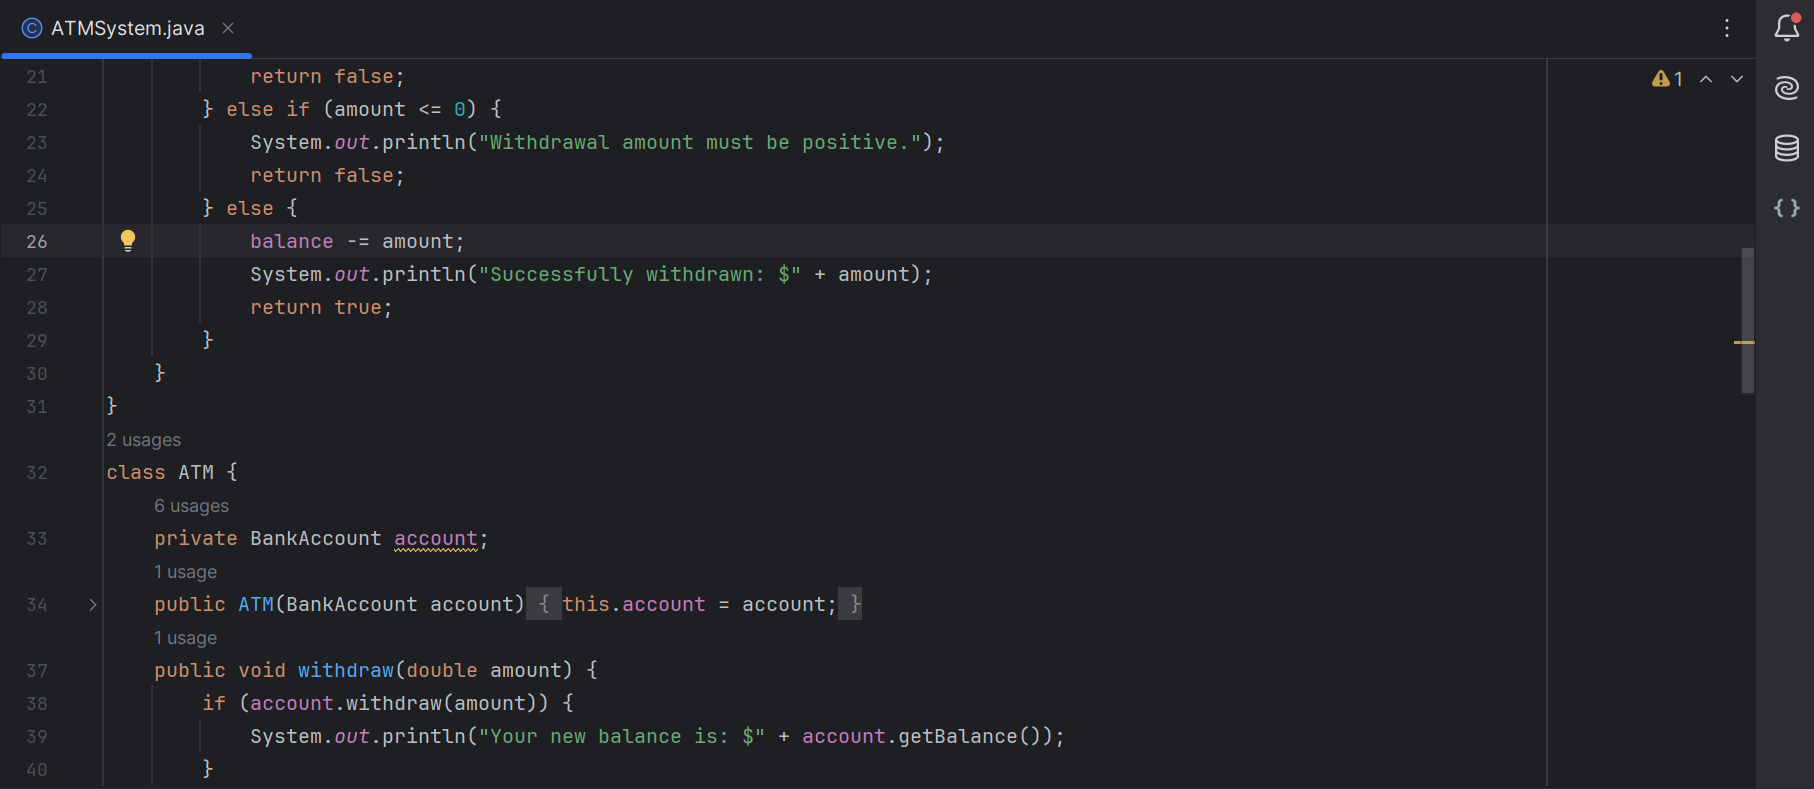 ATMSystem.java
1
21 return false;
22 } else if (amount <= 0) {
23 System.out.println("Withdrawal amount must be positive.");
24 return false;
25 } else {
26 balance -= amount;
27 System.out.println("Successfully withdrawn: $" + amount);
28 return true;
29 }
30 }
31 }
2 usages
32 class ATM {
6 usages
33 private BankAccount account;
1 usage
34 public ATM(BankAccount account) { this.account = account; }
1 usage
37 public void withdraw(double amount) {
38 if (account.withdraw(amount)) {
39 System.out.println("Your new balance is: $" + account.getBalance());
40 }